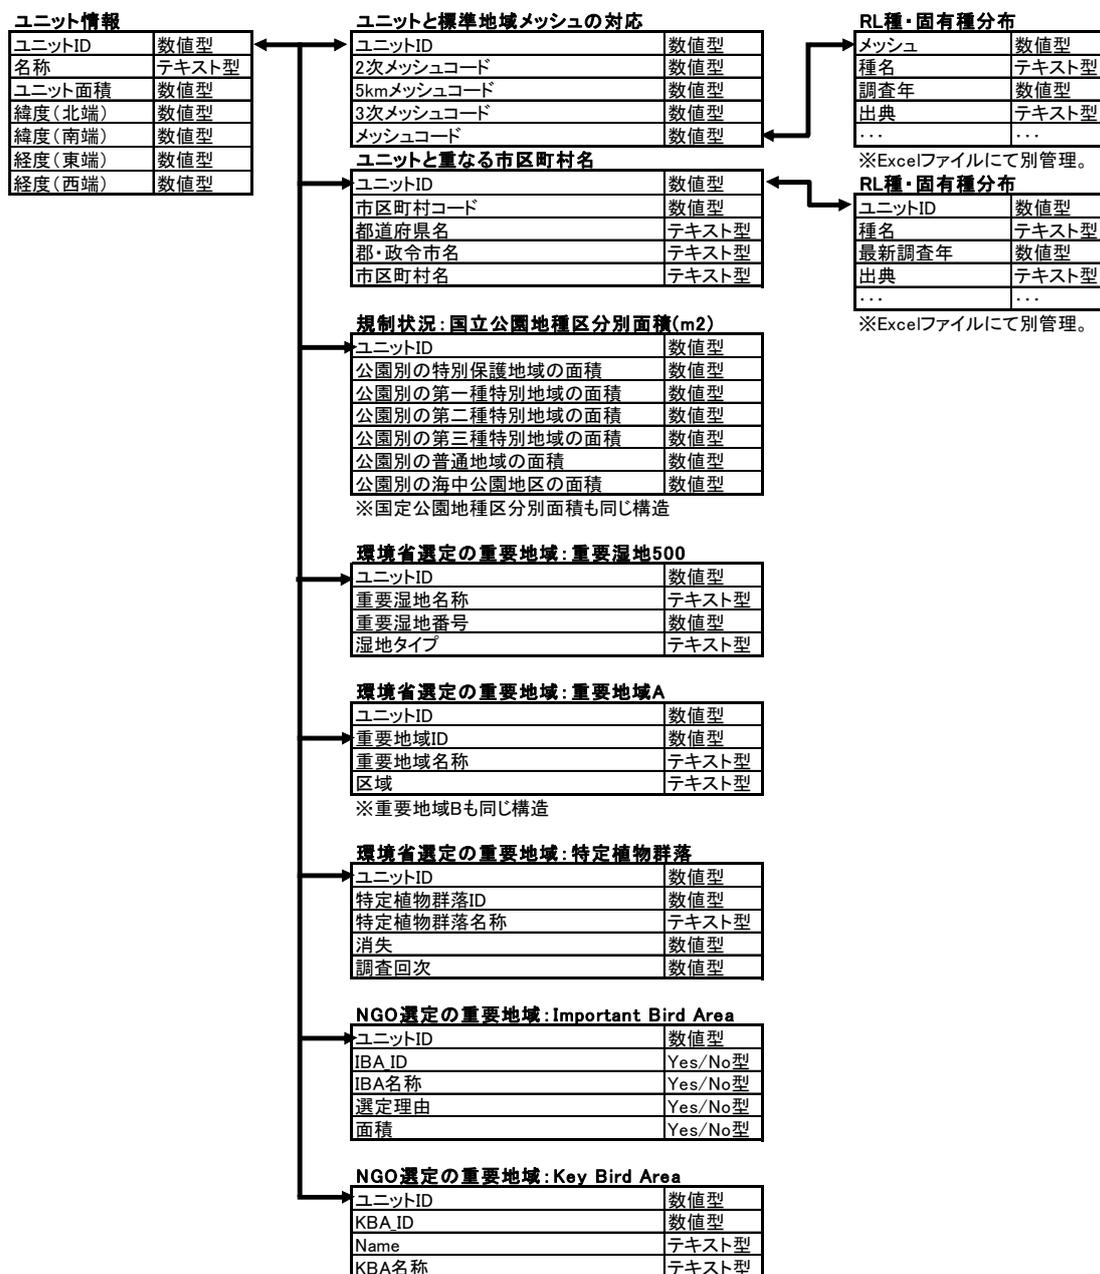 ユニット情報
ユニットID 数値型
名称 テキスト型
ユニット面積 数値型
緯度(北端) 数値型
緯度(南端) 数値型
経度(東端) 数値型
経度(西端) 数値型
ユニットと標準地域メッシュの対応
ユニットID 数値型
2次メッシュコード 数値型
5kmメッシュコード 数値型
3次メッシュコード 数値型
メッシュコード 数値型
ユニットと重なる市区町村名
ユニットID 数値型
市区町村コード 数値型
都道府県名 テキスト型
郡・政令市名 テキスト型
市区町村名 テキスト型
規制状況:国立公園地種区分別面積(m2)
ユニットID 数値型
公園別の特別保護地域の面積 数値型
公園別の第一種特別地域の面積 数値型
公園別の第二種特別地域の面積 数値型
公園別の第三種特別地域の面積 数値型
公園別の普通地域の面積 数値型
公園別の海中公園地区の面積 数値型
※国定公園地種区分別面積も同じ構造
環境省選定の重要地域:重要湿地500
ユニットID 数値型
重要湿地名称 テキスト型
重要湿地番号 数値型
湿地タイプ テキスト型
環境省選定の重要地域:重要地域A
ユニットID 数値型
重要地域ID 数値型
重要地域名称 テキスト型
区域 テキスト型
※重要地域Bも同じ構造
環境省選定の重要地域:特定植物群落
ユニットID 数値型
特定植物群落ID 数値型
特定植物群落名称 テキスト型
消失 数値型
調査回次 数値型
NGO選定の重要地域:Important Bird Area
ユニットID 数値型
IBA_ID Yes/No型
IBA名称 Yes/No型
選定理由 Yes/No型
面積 Yes/No型
NGO選定の重要地域:Key Bird Area
ユニットID 数値型
KBA_ID 数値型
Name テキスト型
KBA名称 テキスト型
RL種・固有種分布
メッシュ 数値型
種名 テキスト型
調査年 数値型
出典 テキスト型
... ...
※Excelファイルにて別管理。
RL種・固有種分布
ユニットID 数値型
種名 テキスト型
最新調査年 数値型
出典 テキスト型
... ...
※Excelファイルにて別管理。